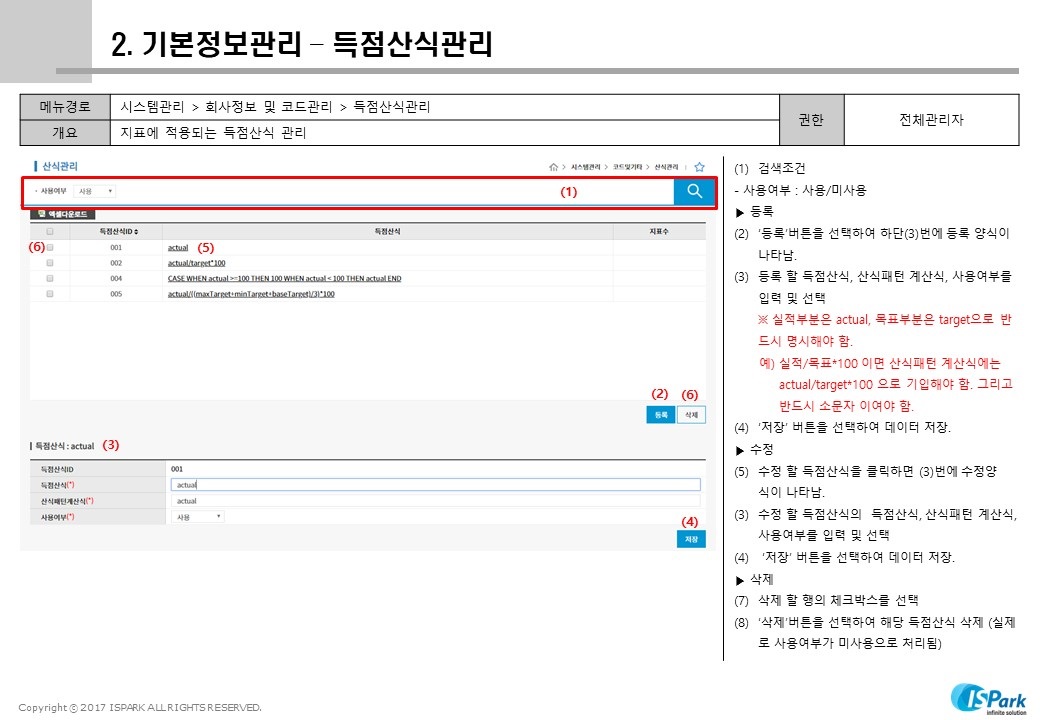 2. 기본정보관리 – 득점산식관리
메뉴경로
시스템관리 > 회사정보 및 코드관리 > 득점산식관리
권한
전체관리자
개요
지표에 적용되는 득점산식 관리
산식관리
시스템관리 > 코드및기타 > 산식관리
사용여부
사용
(1)
엑셀다운로드
득점산식ID
득점산식
지표수
(6)
001
actual
(5)
002
actual/target*100
004
CASE WHEN actual >=100 THEN 100 WHEN actual < 100 THEN actual END
005
actual/((maxTarget+minTarget+baseTarget)/3)*100
(2)
(6)
등록
삭제
득점산식 : actual
(3)
득점산식ID
001
득점산식(*)
actual
산식패턴계산식(*)
actual
사용여부(*)
사용
(4)
저장
(1) 검색조건
- 사용여부 : 사용/미사용
▶ 등록
(2) ‘등록’버튼을 선택하여 하단(3)번에 등록 양식이
나타남.
(3) 등록 할 득점산식, 산식패턴 계산식, 사용여부를
입력 및 선택
※ 실적부분은 actual, 목표부분은 target으로 반
드시 명시해야 함.
예) 실적/목표*100 이면 산식패턴 계산식에는
actual/target*100 으로 기입해야 함. 그리고
반드시 소문자 이여야 함.
(4) ‘저장’ 버튼을 선택하여 데이터 저장.
▶ 수정
(5) 수정 할 득점산식을 클릭하면 (3)번에 수정양
식이 나타남.
(3) 수정 할 득점산식의 득점산식, 산식패턴 계산식,
사용여부를 입력 및 선택
(4) ‘저장’ 버튼을 선택하여 데이터 저장.
▶ 삭제
(7) 삭제 할 행의 체크박스를 선택
(8) ‘삭제’버튼을 선택하여 해당 득점산식 삭제 (실제
로 사용여부가 미사용으로 처리됨)
Copyright ⓒ 2017 ISPARK ALL RIGHTS RESERVED.
ISPark
infinite solution